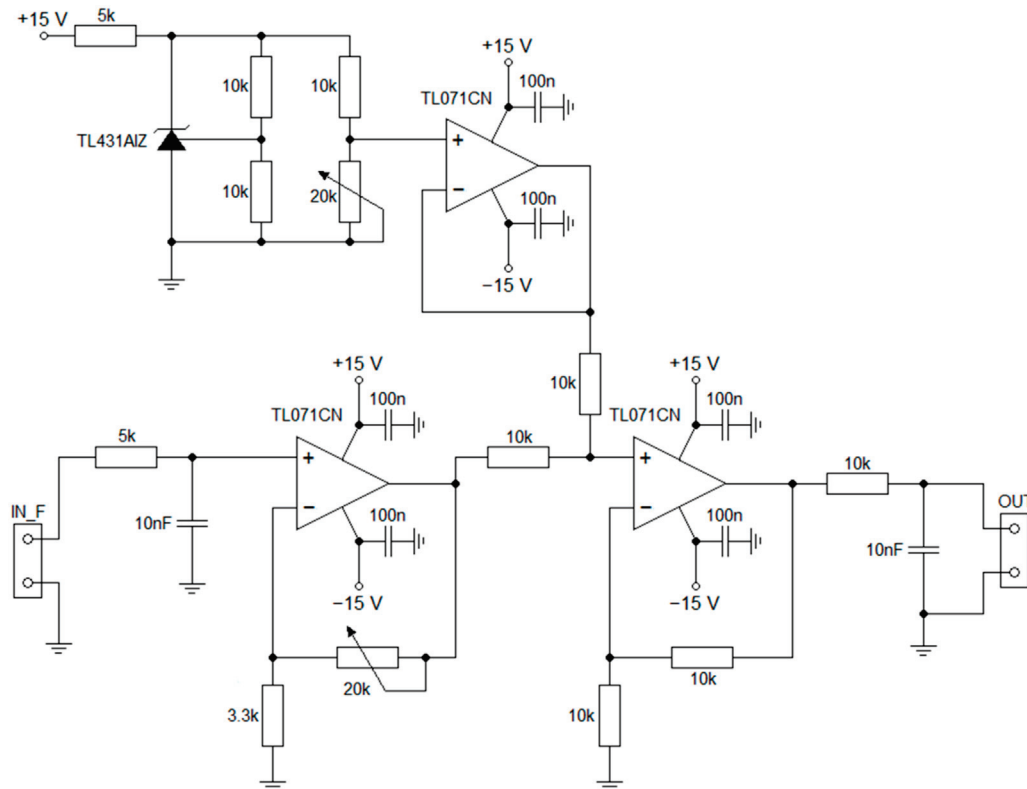 +15 V
5k
+15 V
100n
TL071CN
10k
10k
TL431AIZ
10k
20k
100n
−15 V
+15 V
100n
TL071CN
10k
+15 V
100n
TL071CN
5k
10k
10k
IN_F
OUT
10nF
100n
100n
10nF
−15 V
−15 V
20k
10k
3.3k
10k
+
−
+
−
+
−